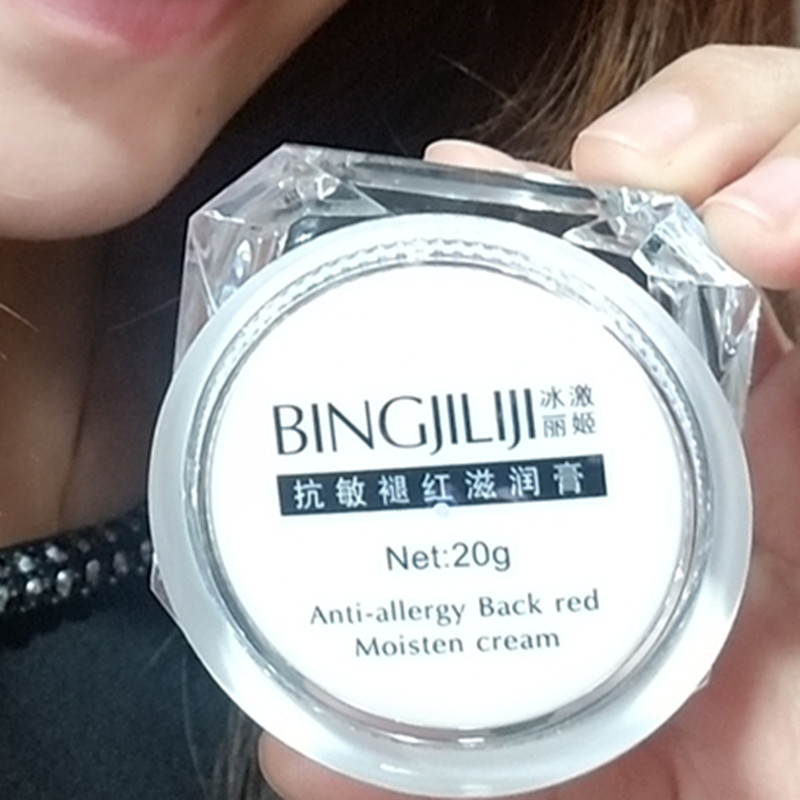 BINGJILIJI 冰激丽姬
抗敏褪红滋润膏
Net:20g
Anti-allergy Back red
Moisten cream